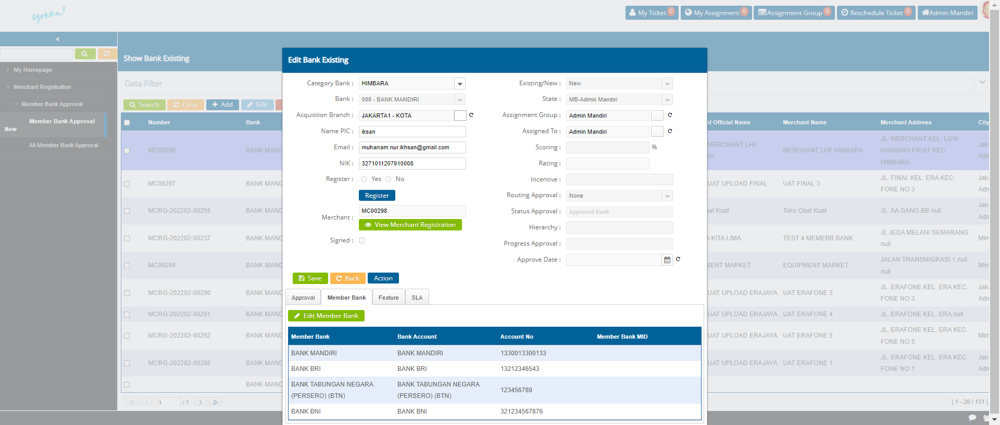 yokke!
My Ticket 0
My Assignment 0
Assignment Group 0
Reschedule Ticket 0
Admin Mandiri
«
My Homepage
Merchant Registration
Member Bank Approval
Member Bank Approval
New
All Member Bank Approval
Show Bank Existing
Data Filter
Search
Clear
Add
Edit
Number
Bank
MC00298
BANK MAND
MC00297
BANK MAND
MCRG-202202-00255
BANK MAND
MCRG-202202-00237
BANK MAND
MC00294
BANK MAND
MCRG-202202-00290
BANK MAND
MCRG-202202-00291
BANK MAND
MCRG-202202-00292
BANK MAND
MCRG-202202-00288
BANK MAND
BANK MAND
1 / 7
Edit Bank Existing
Category Bank : HIMBARA
Bank : 008 - BANK MANDIRI
Acquistion Branch : JAKARTA1 - KOTA
Name PIC : iksan
Email : muharram.nur.ikhsan@gmail.com
NIK : 3271011207910008
Register : Yes No
Register
Merchant : MC00298
View Merchant Registration
Signed :
Existing/New : New
State : MB-Admin Mandiri
Assignment Group : Admin Mandiri
Assigned To : Admin Mandiri
Scoring : %
Rating :
Incentive :
Routing Approval : None
Status Approval : Approved Bank
Hierarchy :
Progress Approval :
Approve Date :
Save
Back
Action
Approval
Member Bank
Feature
SLA
Edit Member Bank
Member Bank Bank Account Account No Member Bank MID
BANK MANDIRI BANK MANDIRI 1330013300133
BANK BRI BANK BRI 13212346543
BANK TABUNGAN NEGARA BANK TABUNGAN NEGARA 123456789
(PERSERO) (BTN) (PERSERO) (BTN)
BANK BNI BANK BNI 321234567876
nt Official Name
Merchant Name
Merchant Address
City
MERCHANT LHF
RA
MERCHANT LHF HIMBARA
JL. MERCHANT KEL. LOW
HANGING FRUIT KEC.
HIMBARA
Jak
Adn
UAT UPLOAD FINAL
UAT FINAL 3
JL. FINAL KEL. ERA KEC.
FONE NO 3
Jak
Adn
bat Kuat
Toko Obat Kuat
JL. AA GANG BB null
Jak
Adn
A KITA LIMA
TEST 4 MEMEBR BANK
JL JEDA MELANI SEMARANG
null
Mim
MENT MARKET
EQUIPMENT MARKET
JALAN TRANSMIGRASI 1 null
null
Mim
UAT UPLOAD ERAJAYA
UAT ERAFONE 3
JL. ERAFONE KEL. ERA KEC.
FONE NO 3
Jak
Adn
UAT UPLOAD ERAJAYA
UAT ERAFONE 4
JL. ERAFONE KEL. ERA null
UAT UPLOAD ERAJAYA
UAT ERAFONE 5
JL. ERAFONE KEL. ERA KEC.
FONE NO 5
Mim
UAT UPLOAD ERAJAYA
UAT ERAFONE 1
JL. ERAFONE KEL. ERA KEC.
FONE NO 1
Jak
Adn
[ 1 - 20 / 131 ]